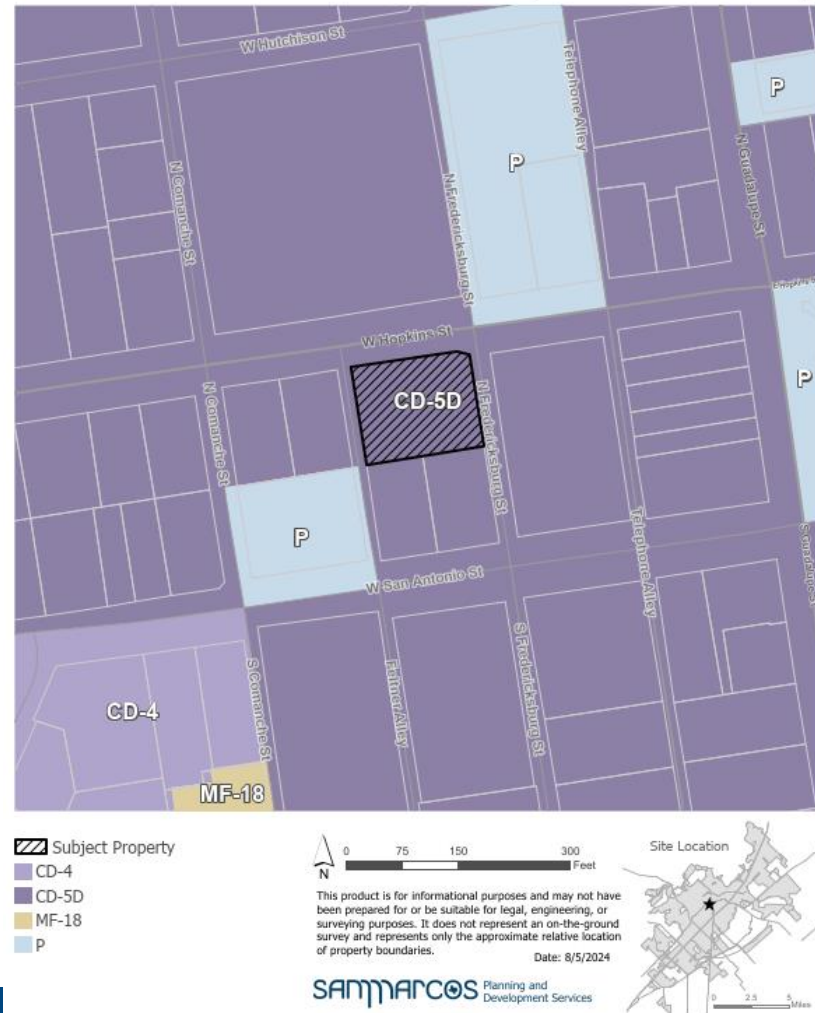 W Hutchison St
Telephone Alley
P
N Guadalupe St
P
N Comanche St
N Fredericksburg St
E Hopkins
W Hopkins St
P
N Comanche St
CD-5D
N Fredericksburg St
P
Telephone Alley
S Guadalupe St
W San Antonio St
S Comanche St
Feltner Alley
S Fredericksburg St
CD-4
MF-18
Subject Property
CD-4
CD-5D
MF-18
P
N
0 75 150 300
Feet
This product is for informational purposes and may not have
been prepared for or be suitable for legal, engineering, or
surveying purposes. It does not represent an on-the-ground
survey and represents only the approximate relative location
of property boundaries.
Date: 8/5/2024
SANMARCOS Planning and
Development Services
Site Location
0 2.5 5
Miles